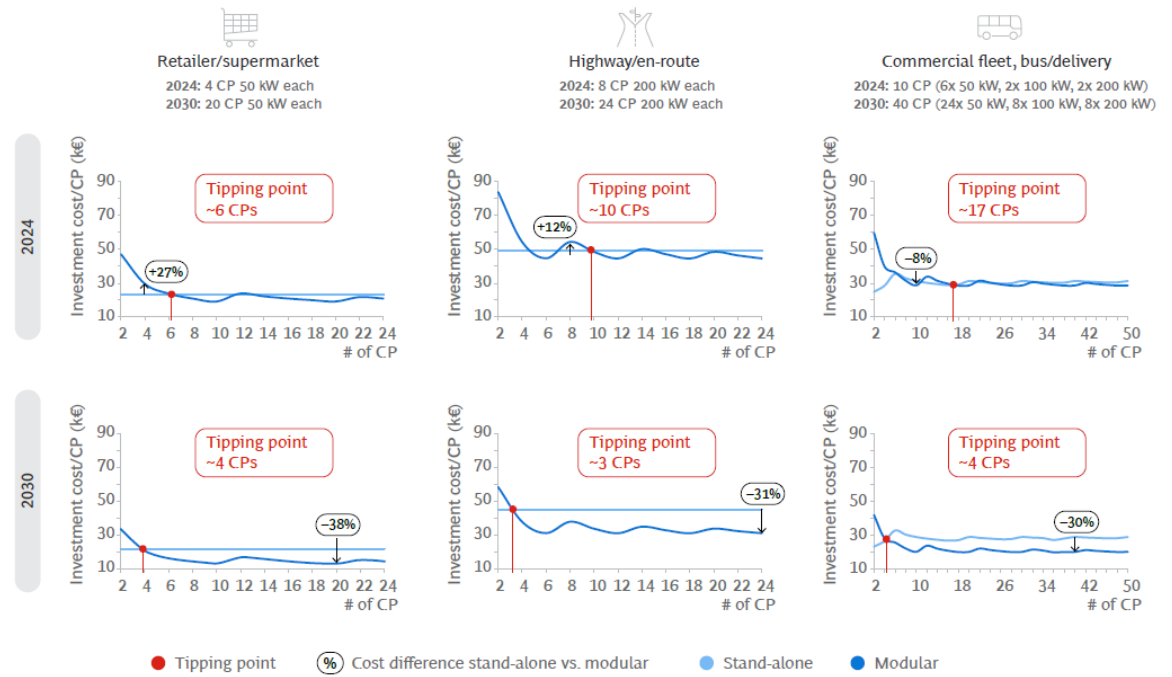 Retailer/supermarket
2024: 4 CP 50 kW each
2030: 20 CP 50 kW each
Highway/en-route
2024: 8 CP 200 kW each
2030: 24 CP 200 kW each
Commercial fleet, bus/delivery
2024: 10 CP (6x 50 kW, 2x 100 kW, 2x 200 kW)
2030: 40 CP (24x 50 kW, 8x 100 kW, 8x 200 kW)
2024
Investment cost/CP (k€)
90
70
50
30
10
Tipping point
~6 CPs
+27%
2 4 6 8 10 12 14 16 18 20 22 24
# of CP
Investment cost/CP (k€)
90
70
50
30
10
Tipping point
~10 CPs
+12%
2 4 6 8 10 12 14 16 18 20 22 24
# of CP
Investment cost/CP (k€)
90
70
50
30
10
Tipping point
~17 CPs
–8%
2 10 18 26 34 42 50
# of CP
2030
Investment cost/CP (k€)
90
70
50
30
10
Tipping point
~4 CPs
–38%
2 4 6 8 10 12 14 16 18 20 22 24
# of CP
Investment cost/CP (k€)
90
70
50
30
10
Tipping point
~3 CPs
–31%
2 4 6 8 10 12 14 16 18 20 22 24
# of CP
Investment cost/CP (k€)
90
70
50
30
10
Tipping point
~4 CPs
–30%
2 10 18 26 34 42 50
# of CP
Tipping point
% Cost difference stand-alone vs. modular
Stand-alone
Modular